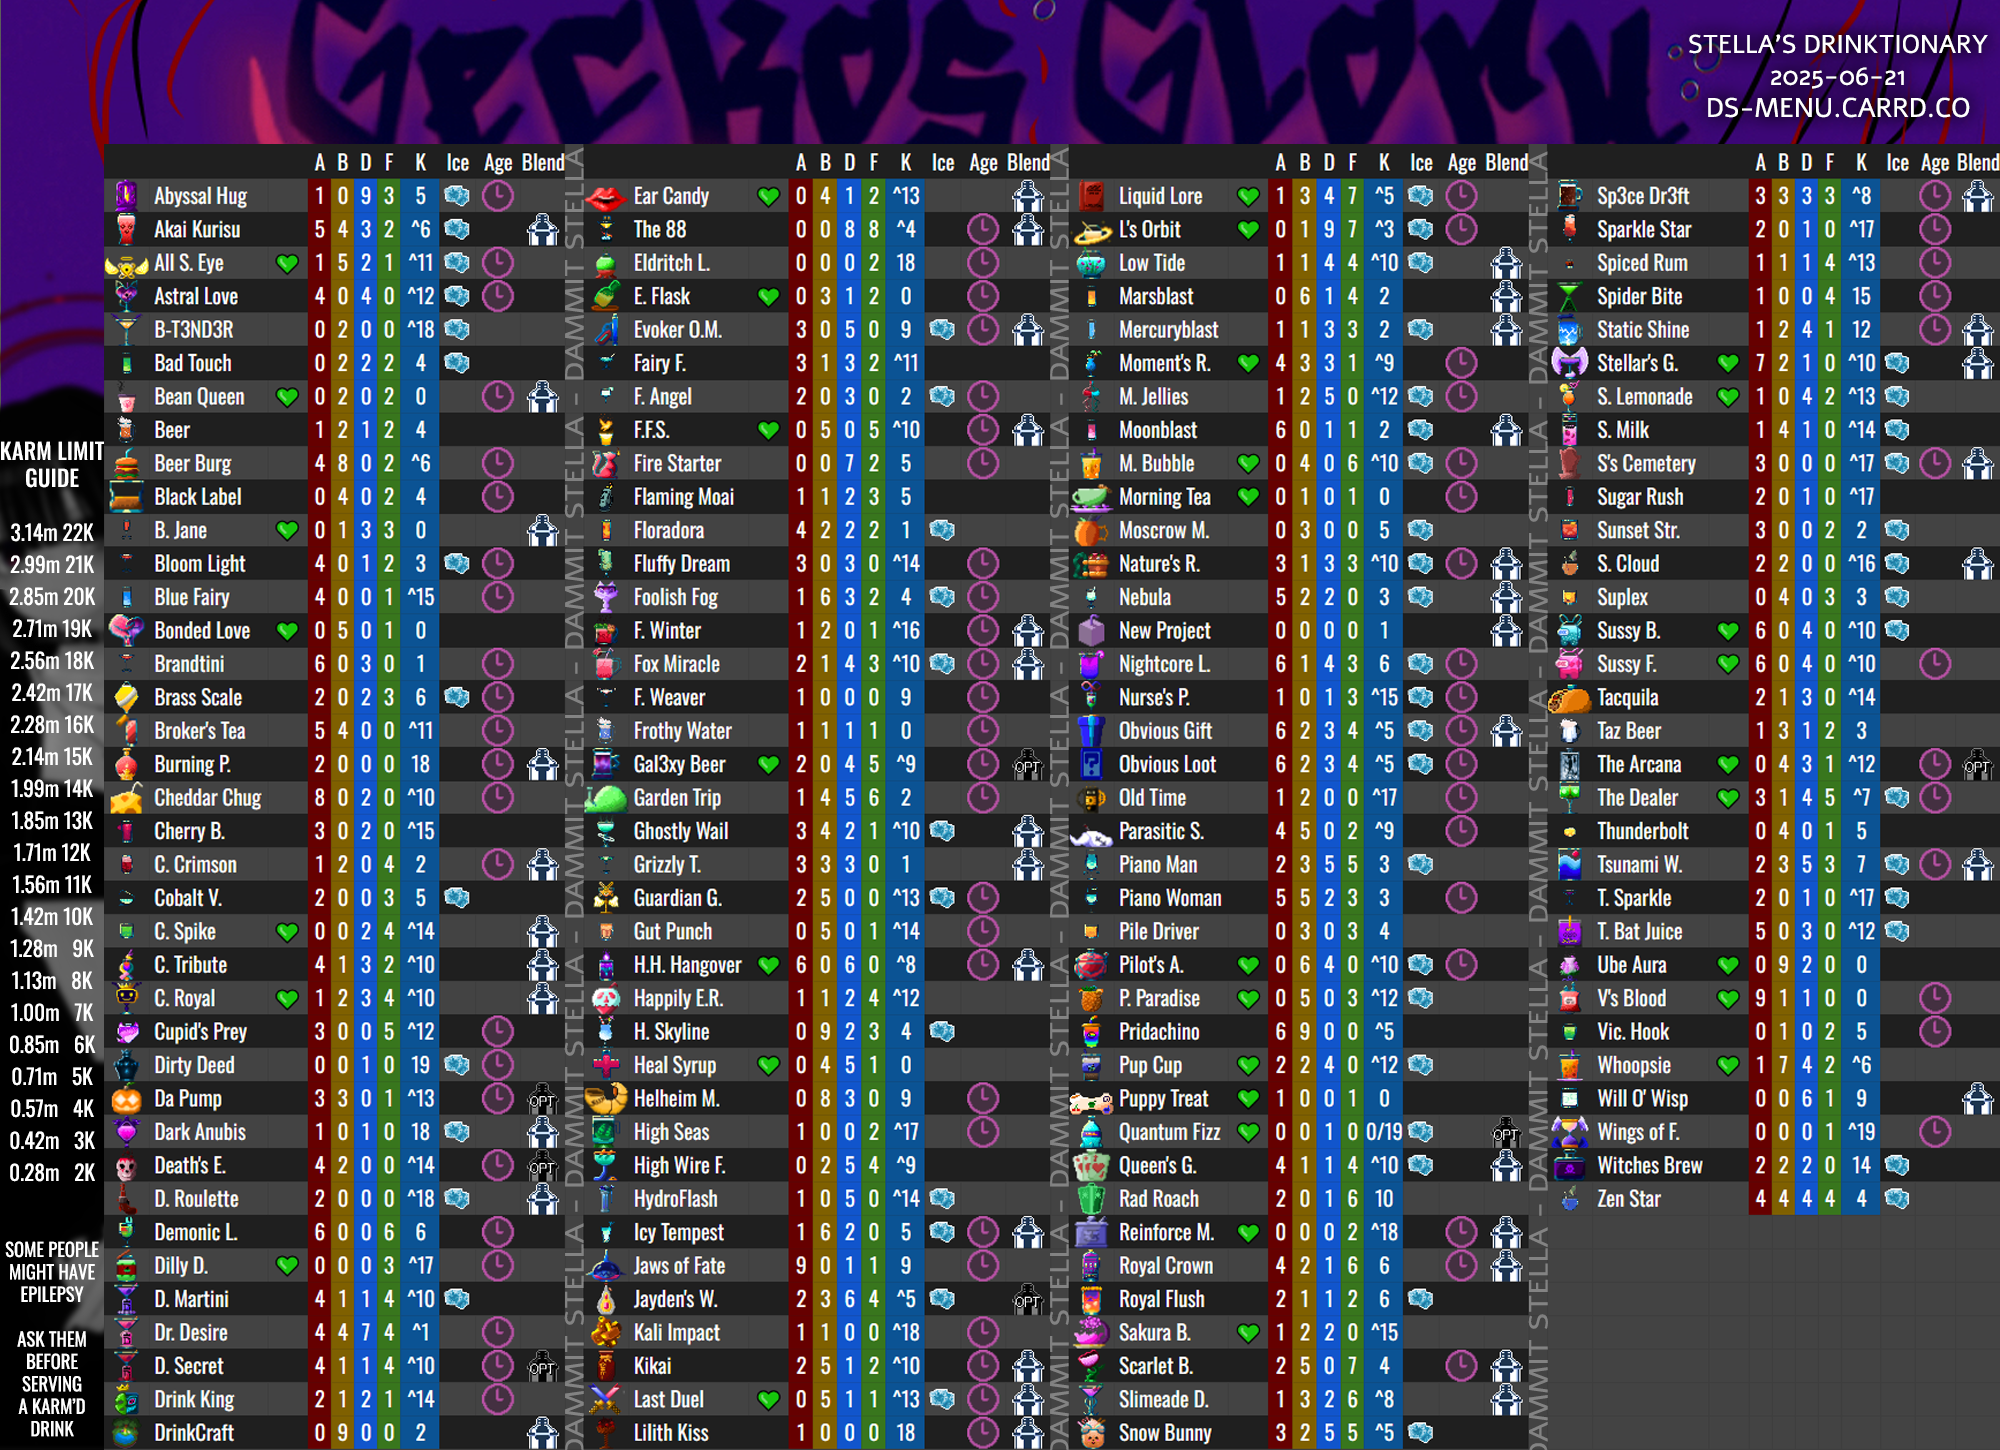 GECKOS GLORY
STELLA'S DRINKTIONARY
2025-06-21
DS-MENU.CARRD.CO
KARM LIMIT
GUIDE
3.14m 22K
2.99m 21K
2.85m 20K
2.71m 19K
2.56m 18K
2.42m 17K
2.28m 16K
2.14m 15K
1.99m 14K
1.85m 13K
1.71m 12K
1.56m 11K
1.42m 10K
1.28m 9K
1.13m 8K
1.00m 7K
0.85m 6K
0.71m 5K
0.57m 4K
0.42m 3K
0.28m 2K
SOME PEOPLE
MIGHT HAVE
EPILEPSY
ASK THEM
BEFORE
SERVING
A KARM'D
DRINK
A B D F K Ice Age Blend
Abyssal Hug 1 0 9 3 5
Akai Kurisu 5 4 3 2 ^6
All S. Eye 1 5 2 1 ^11
Astral Love 4 0 4 0 ^12
B-T3ND3R 0 2 0 0 ^18
Bad Touch 0 2 2 2 4
Bean Queen 0 2 0 2 0
Beer 1 2 1 2 4
Beer Burg 4 8 0 2 ^6
Black Label 0 4 0 2 4
B. Jane 0 1 3 3 0
Bloom Light 4 0 1 2 3
Blue Fairy 4 0 0 1 ^15
Bonded Love 0 5 0 1 0
Brandtini 6 0 3 0 1
Brass Scale 2 0 2 3 6
Broker's Tea 5 4 0 0 ^11
Burning P. 2 0 0 0 18
Cheddar Chug 8 0 2 0 ^10
Cherry B. 3 0 2 0 ^15
C. Crimson 1 2 0 4 2
Cobalt V. 2 0 0 3 5
C. Spike 0 0 2 4 ^14
C. Tribute 4 1 3 2 ^10
C. Royal 1 2 3 4 ^10
Cupid's Prey 3 0 0 5 ^12
Dirty Deed 0 0 1 0 19
Da Pump 3 3 0 1 ^13 OPT
Dark Anubis 1 0 1 0 18
Death's E. 4 2 0 0 ^14 OPT
D. Roulette 2 0 0 0 ^18
Demonic L. 6 0 0 6 6
Dilly D. 0 0 0 3 ^17
D. Martini 4 1 1 4 ^10
Dr. Desire 4 4 7 4 ^1
D. Secret 4 1 1 4 ^10 OPT
Drink King 2 1 2 1 ^14
DrinkCraft 0 9 0 0 2
DAMMIT STELLA - DAMMIT STELLA - DAMMIT STELLA - DAMMIT STELLA
A B D F K Ice Age Blend
Ear Candy 0 4 1 2 ^13
The 88 0 0 8 8 ^4
Eldritch L. 0 0 0 2 18
E. Flask 0 3 1 2 0
Evoker O.M. 3 0 5 0 9
Fairy F. 3 1 3 2 ^11
F. Angel 2 0 3 0 2
F.F.S. 0 5 0 5 ^10
Fire Starter 0 0 7 2 5
Flaming Moai 1 1 2 3 5
Floradora 4 2 2 2 1
Fluffy Dream 3 0 3 0 ^14
Foolish Fog 1 6 3 2 4
F. Winter 1 2 0 1 ^16
Fox Miracle 2 1 4 3 ^10
F. Weaver 1 0 0 0 9
Frothy Water 1 1 1 1 0
Gal3xy Beer 2 0 4 5 ^9 OPT
Garden Trip 1 4 5 6 2
Ghostly Wail 3 4 2 1 ^10
Grizzly T. 3 3 3 0 1
Guardian G. 2 5 0 0 ^13
Gut Punch 0 5 0 1 ^14
H.H. Hangover 6 0 6 0 ^8
Happily E.R. 1 1 2 4 ^12
H. Skyline 0 9 2 3 4
Heal Syrup 0 4 5 1 0
Helheim M. 0 8 3 0 9
High Seas 1 0 0 2 ^17
High Wire F. 0 2 5 4 ^9
HydroFlash 1 0 5 0 ^14
Icy Tempest 1 6 2 0 5
Jaws of Fate 9 0 1 1 9
Jayden's W. 2 3 6 4 ^5 OPT
Kali Impact 1 1 0 0 ^18
Kikai 2 5 1 2 ^10
Last Duel 0 5 1 1 ^13
Lilith Kiss 1 0 0 0 18
DAMMIT STELLA - DAMMIT STELLA - DAMMIT STELLA - DAMMIT STELLA
A B D F K Ice Age Blend
Liquid Lore 1 3 4 7 ^5
L's Orbit 0 1 9 7 ^3
Low Tide 1 1 4 4 ^10
Marsblast 0 6 1 4 2
Mercuryblast 1 1 3 3 2
Moment's R. 4 3 3 1 ^9
M. Jellies 1 2 5 0 ^12
Moonblast 6 0 1 1 2
M. Bubble 0 4 0 6 ^10
Morning Tea 0 1 0 1 0
Moscrow M. 0 3 0 0 5
Nature's R. 3 1 3 3 ^10
Nebula 5 2 2 0 3
New Project 0 0 0 0 1
Nightcore L. 6 1 4 3 6
Nurse's P. 1 0 1 3 ^15
Obvious Gift 6 2 3 4 ^5
Obvious Loot 6 2 3 4 ^5
Old Time 1 2 0 0 ^17
Parasitic S. 4 5 0 2 ^9
Piano Man 2 3 5 5 3
Piano Woman 5 5 2 3 3
Pile Driver 0 3 0 3 4
Pilot's A. 0 6 4 0 ^10
P. Paradise 0 5 0 3 ^12
Pridachino 6 9 0 0 ^5
Pup Cup 2 2 4 0 ^12
Puppy Treat 1 0 0 1 0
Quantum Fizz 0 0 1 0 0/19 OPT
Queen's G. 4 1 1 4 ^10
Rad Roach 2 0 1 6 10
Reinforce M. 0 0 0 2 ^18
Royal Crown 4 2 1 6 6
Royal Flush 2 1 1 2 6
Sakura B. 1 2 2 0 ^15
Scarlet B. 2 5 0 7 4
Slimeade D. 1 3 2 6 ^8
Snow Bunny 3 2 5 5 ^5
DAMMIT STELLA - DAMMIT STELLA - DAMMIT STELLA - DAMMIT STELLA
A B D F K Ice Age Blend
Sp3ce Dr3ft 3 3 3 3 ^8
Sparkle Star 2 0 1 0 ^17
Spiced Rum 1 1 1 4 ^13
Spider Bite 1 0 0 4 15
Static Shine 1 2 4 1 12
Stellar's G. 7 2 1 0 ^10
S. Lemonade 1 0 4 2 ^13
S. Milk 1 4 1 0 ^14
S's Cemetery 3 0 0 0 ^17
Sugar Rush 2 0 1 0 ^17
Sunset Str. 3 0 0 2 2
S. Cloud 2 2 0 0 ^16
Suplex 0 4 0 3 3
Sussy B. 6 0 4 0 ^10
Sussy F. 6 0 4 0 ^10
Tacquila 2 1 3 0 ^14
Taz Beer 1 3 1 2 3
The Arcana 0 4 3 1 ^12 OPT
The Dealer 3 1 4 5 ^7
Thunderbolt 0 4 0 1 5
Tsunami W. 2 3 5 3 7
T. Sparkle 2 0 1 0 ^17
T. Bat Juice 5 0 3 0 ^12
Ube Aura 0 9 2 0 0
V's Blood 9 1 1 0 0
Vic. Hook 0 1 0 2 5
Whoopsie 1 7 4 2 ^6
Will O' Wisp 0 0 6 1 9
Wings of F. 0 0 0 1 ^19
Witches Brew 2 2 2 0 14
Zen Star 4 4 4 4 4